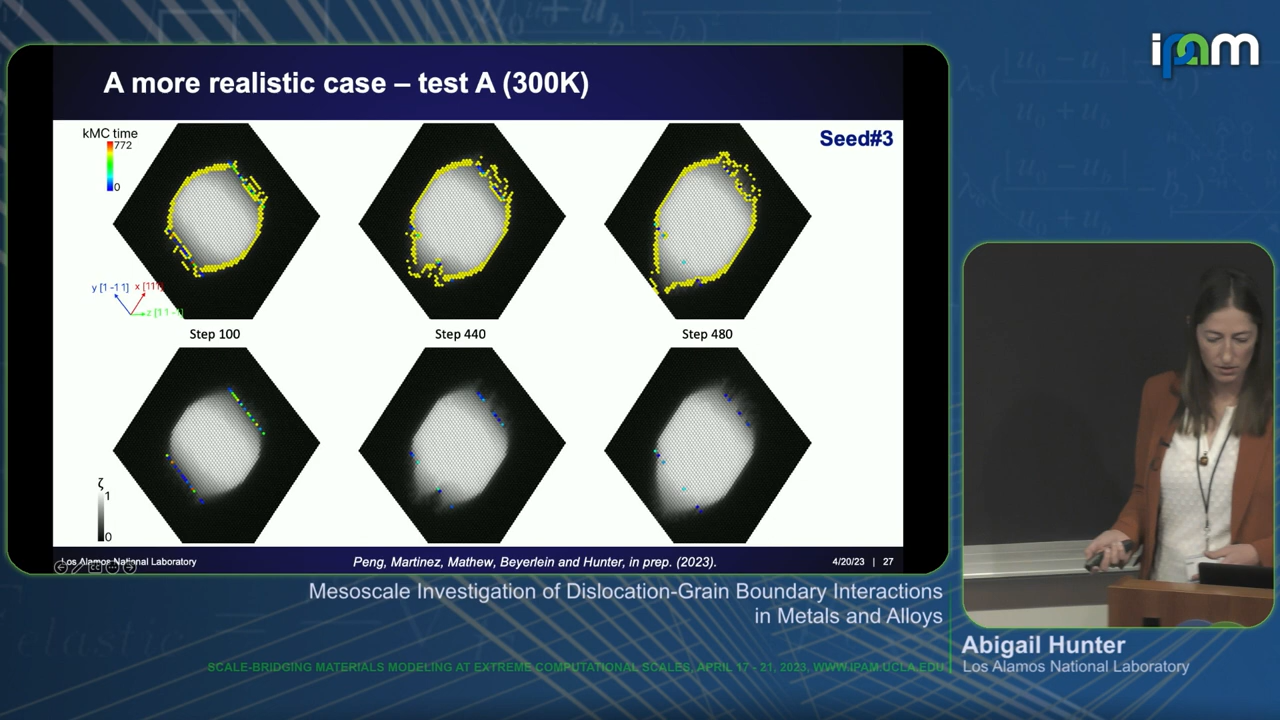 ipam
A more realistic case – test A (300K)
kMC time
772
0
Seed#3
y [1 -1 1]
x [111]
Step 100
Step 440
Step 480
ζ
1
0
Los Alamos National Laboratory
Peng, Martinez, Mathew, Beyerlein and Hunter, in prep. (2023).
4/20/23 | 27
Mesoscale Investigation of Dislocation-Grain Boundary Interactions
in Metals and Alloys
Abigail Hunter
Los Alamos National Laboratory
SCALE-BRIDGING MATERIALS MODELING AT EXTREME COMPUTATIONAL SCALES, APRIL 17 - 21, 2023, WWW.IPAM.UCLA.EDU
elastic